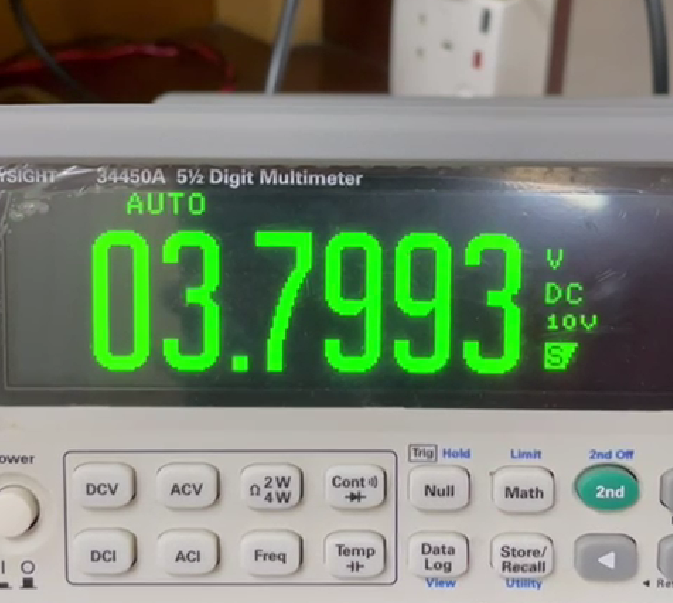 YSIGHT 34450A 5½ Digit Multimeter
AUTO
03.7993
V
DC
10V
S
ower
Trig Hold Limit 2nd Off
DCV ACV Ω 2W 4W Cont Null Math 2nd
DCI ACI Freq Temp Data Log Store/ Recall
View Utility